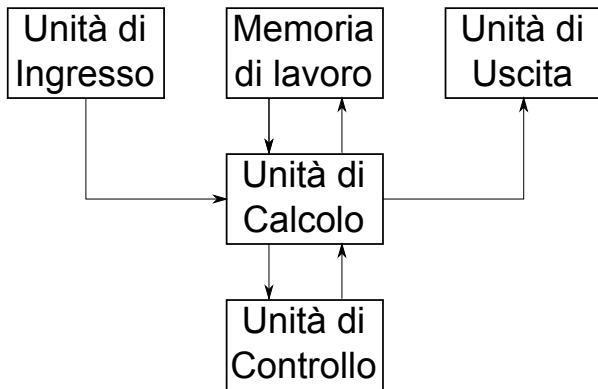 Unità di
Ingresso
Memoria
di lavoro
Unità di
Uscita
Unità di
Calcolo
Unità di
Controllo